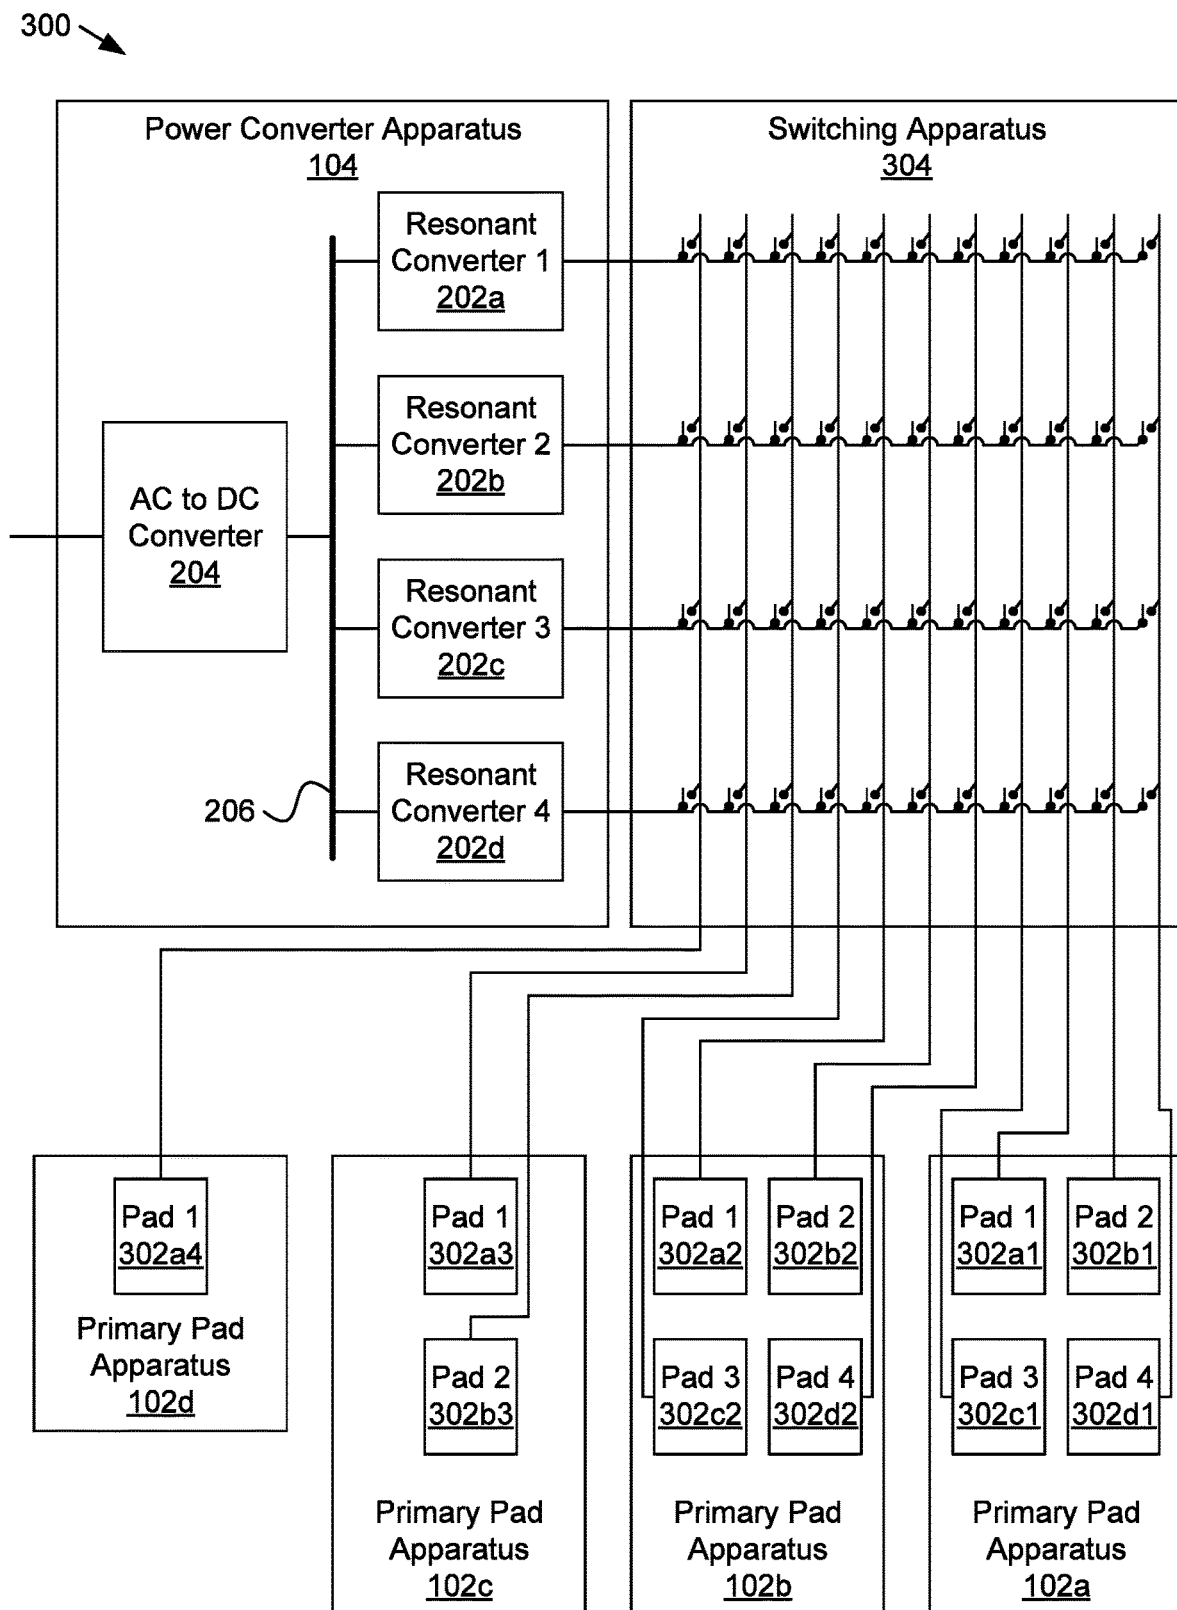 300
Power Converter Apparatus
104
Switching Apparatus
304
Resonant
Converter 1
202a
Resonant
Converter 2
202b
AC to DC
Converter
204
Resonant
Converter 3
202c
Resonant
Converter 4
202d
206
Pad 1
302a4
Primary Pad
Apparatus
102d
Pad 1
302a3
Pad 2
302b3
Primary Pad
Apparatus
102c
Pad 1
302a2
Pad 2
302b2
Pad 3
302c2
Pad 4
302d2
Primary Pad
Apparatus
102b
Pad 1
302a1
Pad 2
302b1
Pad 3
302c1
Pad 4
302d1
Primary Pad
Apparatus
102a